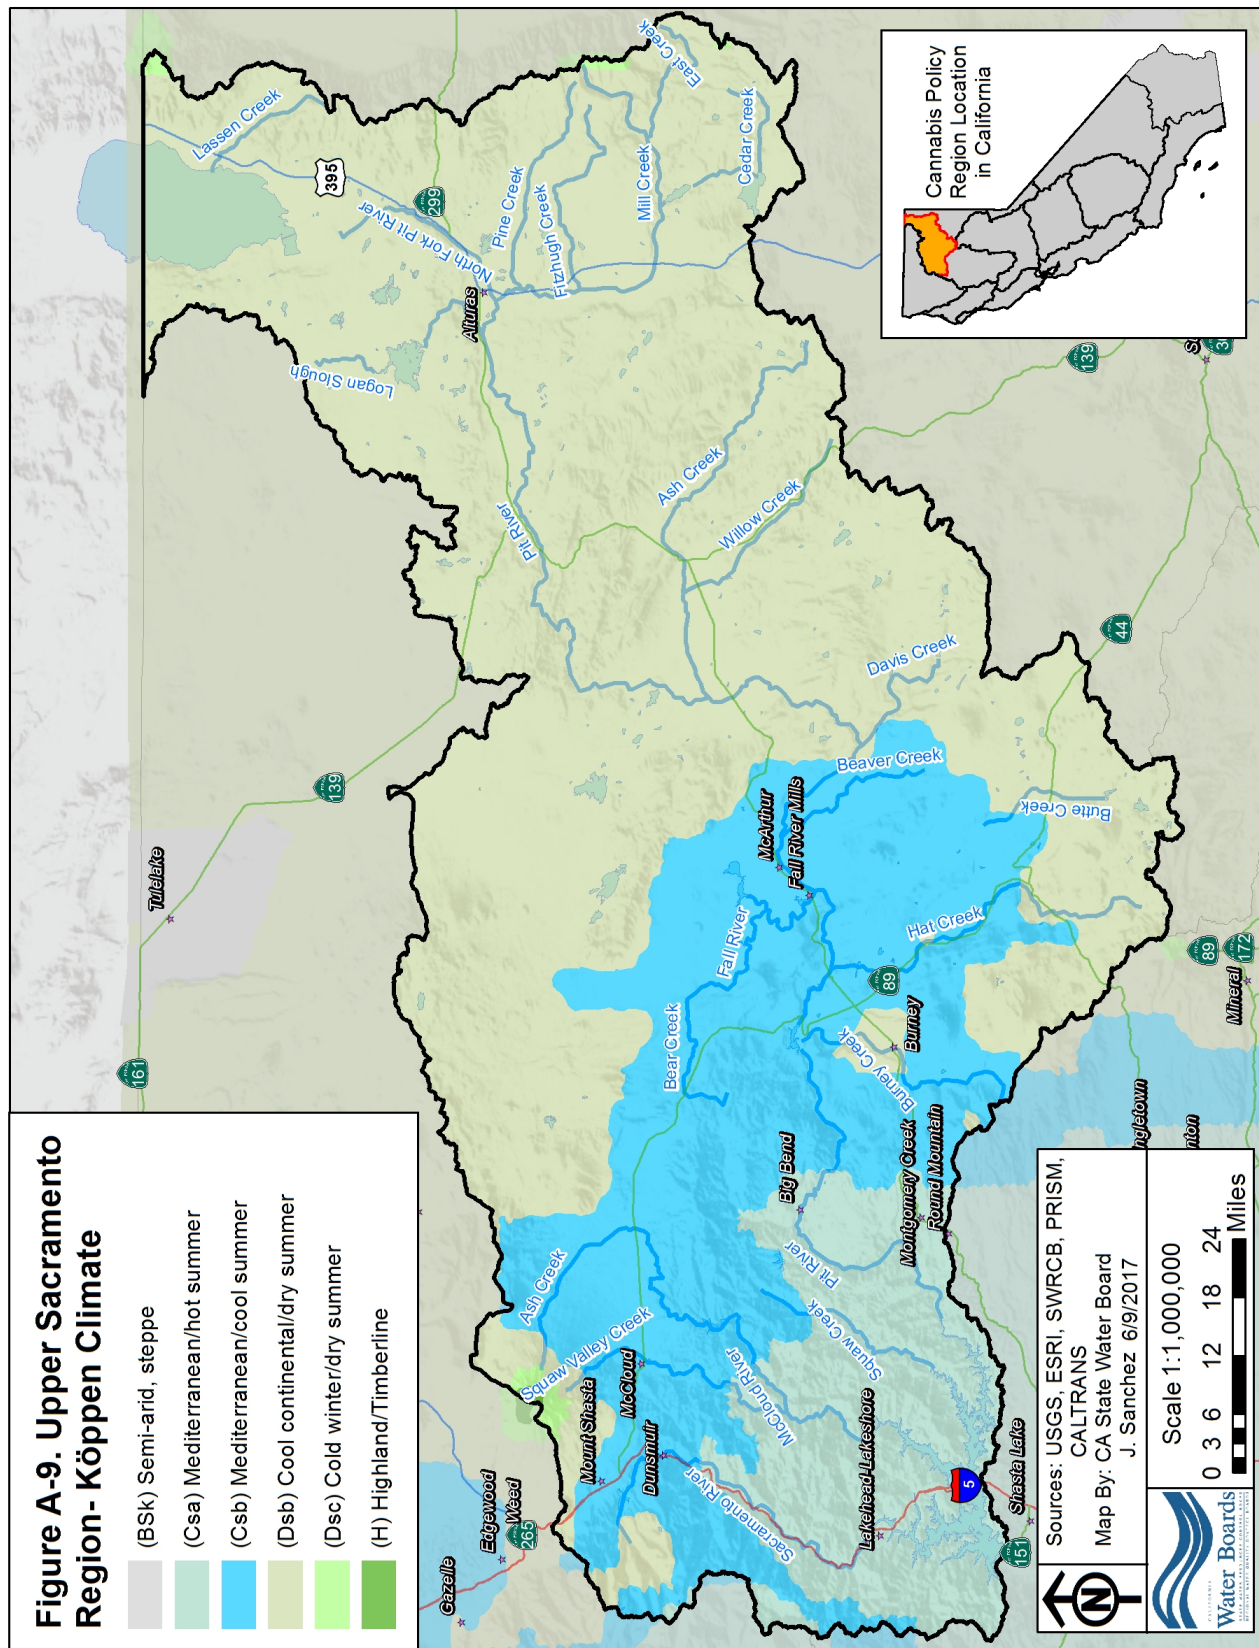 Figure A-9. Upper Sacramento
Region- Köppen Climate
(BSk) Semi-arid, steppe
(Csa) Mediterranean/hot summer
(Csb) Mediterranean/cool summer
(Dsb) Cool continental/dry summer
(Dsc) Cold winter/dry summer
(H) Highland/Timberline
161
Tulelake
139
Lassen Creek
395
299
North Fork Pit River
Pine Creek
Fitzhugh Creek
Mill Creek
East Creek
Cedar Creek
Alturas
Logan Slough
Pit River
Ash Creek
Willow Creek
Davis Creek
Beaver Creek
Butte Creek
44
139
McArthur
Fall River Mills
Fall River
Hat Creek
89
Bear Creek
Burney
Burney Creek
Big Bend
Montgomery Creek
Round Mountain
Pit River
Squaw Creek
Ash Creek
Squaw Valley Creek
McCloud
McCloud River
Mount Shasta
Dunsmuir
Sacramento River
Lakehead-Lakeshore
5
Shasta Lake
151
Gazelle
Edgewood
Weed
265
89
172
Mineral
ngletown
nton
Cannabis Policy
Region Location
in California
Sources: USGS, ESRI, SWRCB, PRISM,
CALTRANS
Map By: CA State Water Board
J. Sanchez 6/9/2017
N
Scale 1:1,000,000
0 3 6 12 18 24
Miles
CALIFORNIA
Water Boards